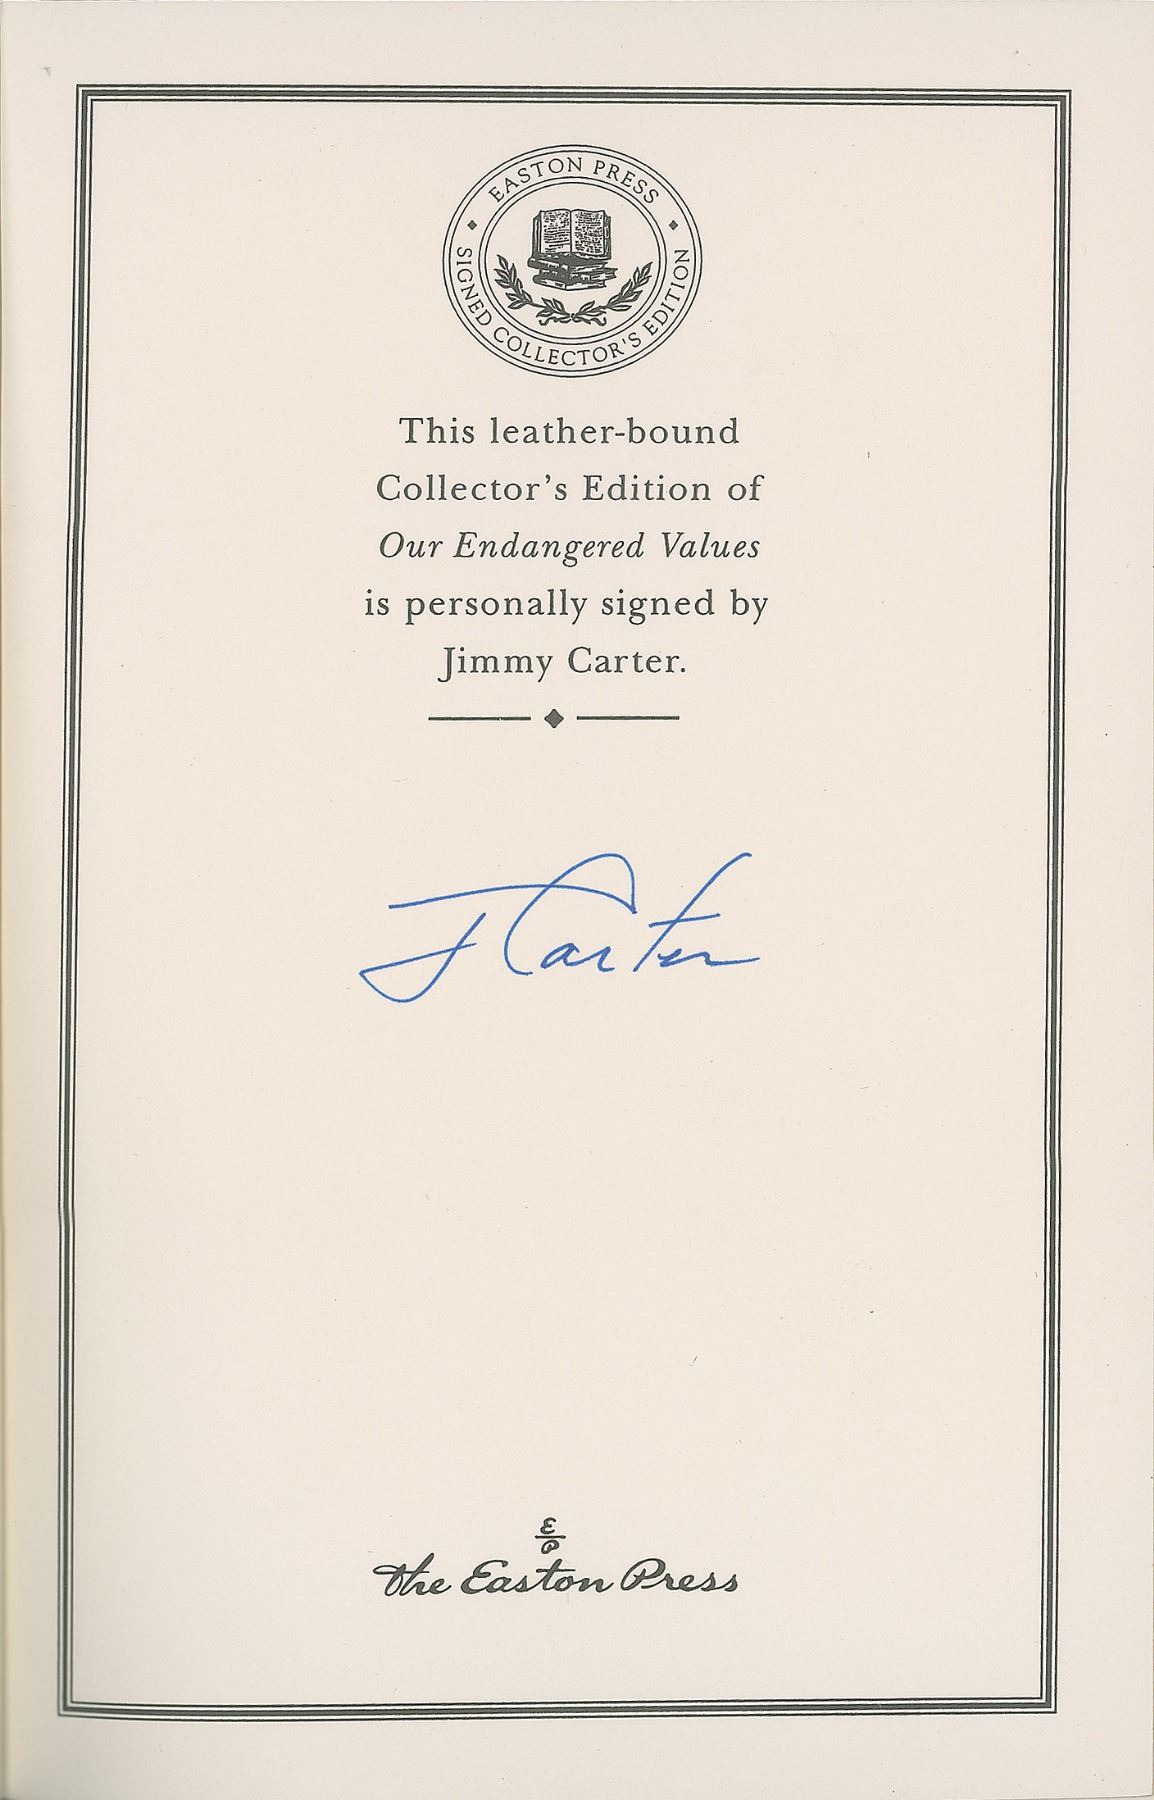 EASTON PRESS
SIGNED COLLECTOR'S EDITION
This leather-bound
Collector's Edition of
Our Endangered Values
is personally signed by
Jimmy Carter.
J Carter
E
P
The Easton Press